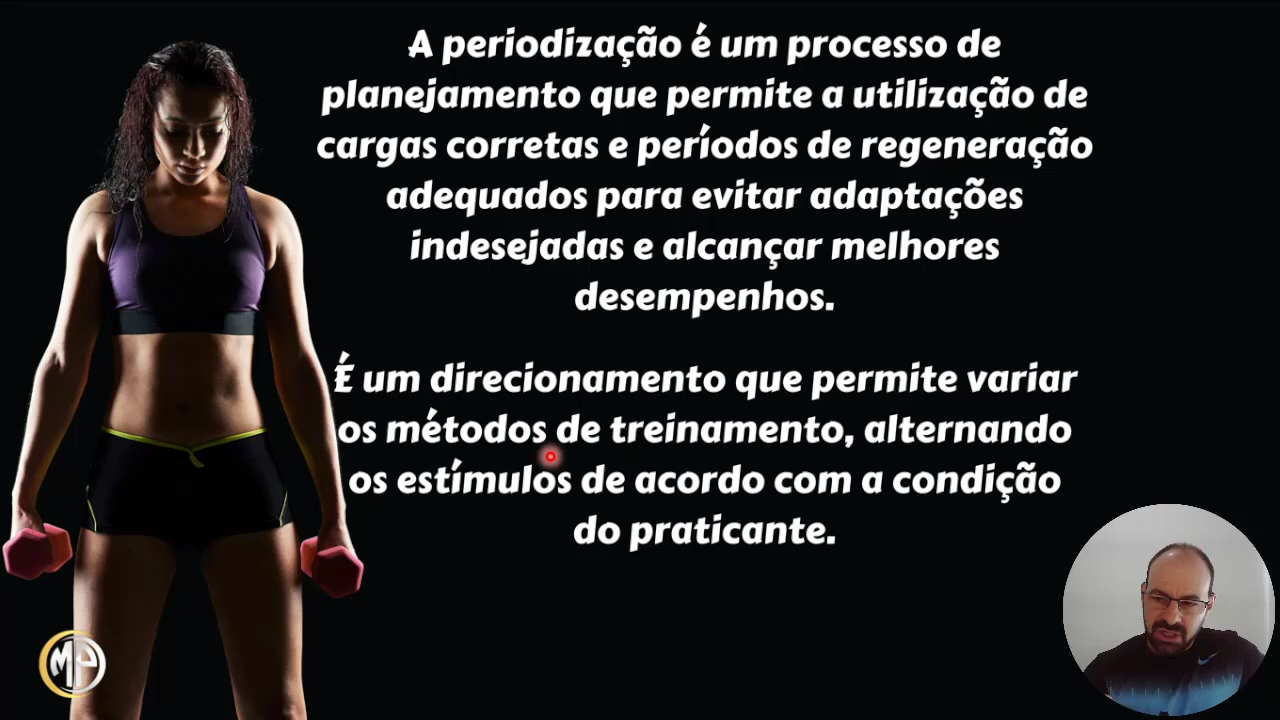 A periodização é um processo de
planejamento que permite a utilização de
cargas corretas e períodos de regeneração
adequados para evitar adaptações
indesejadas e alcançar melhores
desempenhos.
É um direcionamento que permite variar
os métodos de treinamento, alternando
os estímulos de acordo com a condição
do praticante.
MP